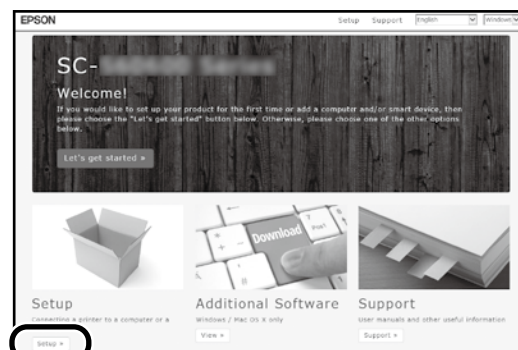 EPSON
Setup Support English Windows
SC-
Welcome!
If you would like to set up your product for the first time or add a computer and/or smart device, then
please choose the "Let's get started" button below. Otherwise, please choose one of the other options
below.
Let's get started »
Download
Setup
Connecting a printer to a computer or a
Setup »
Additional Software
Windows / Mac OS X only
View »
Support
User manuals and other useful information
Support »